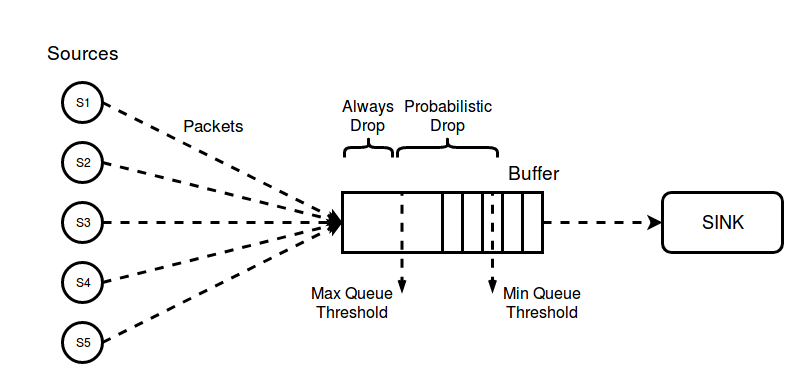 Sources
S1
S2
S3
S4
S5
Packets
Always
Drop
Probabilistic
Drop
Buffer
Max Queue
Threshold
Min Queue
Threshold
SINK